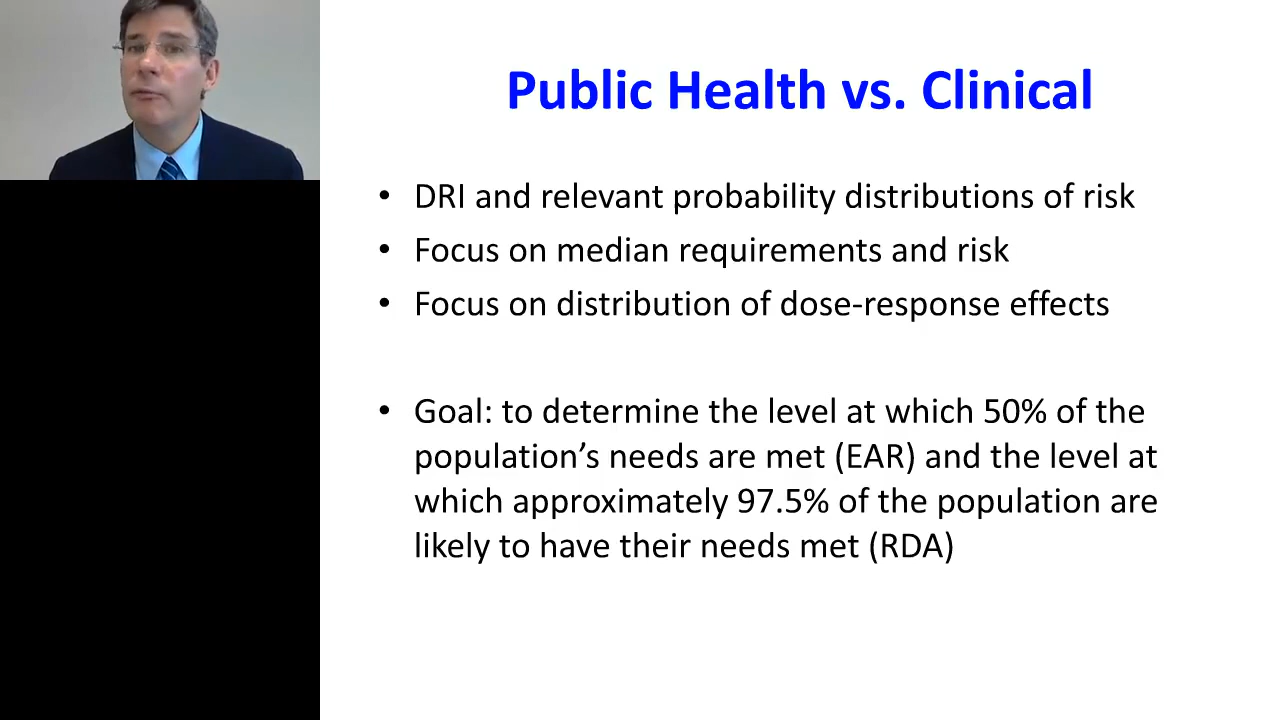 Public Health vs. Clinical
• DRI and relevant probability distributions of risk
• Focus on median requirements and risk
• Focus on distribution of dose-response effects
• Goal: to determine the level at which 50% of the
population’s needs are met (EAR) and the level at
which approximately 97.5% of the population are
likely to have their needs met (RDA)